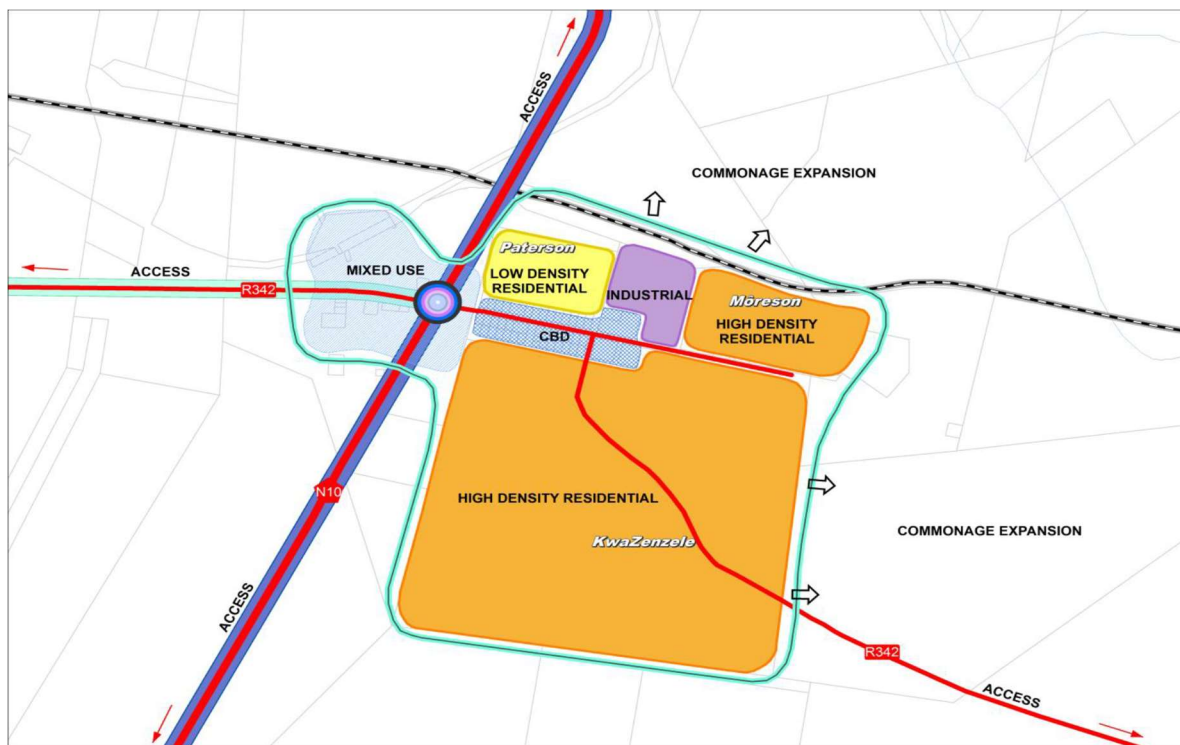 ACCESS
COMMONAGE EXPANSION
Paterson
LOW DENSITY
RESIDENTIAL
MIXED USE
ACCESS
R342
INDUSTRIAL
Möreson
HIGH DENSITY
RESIDENTIAL
CBD
N10
HIGH DENSITY RESIDENTIAL
KwaZenzele
COMMONAGE EXPANSION
ACCESS
R342
ACCESS